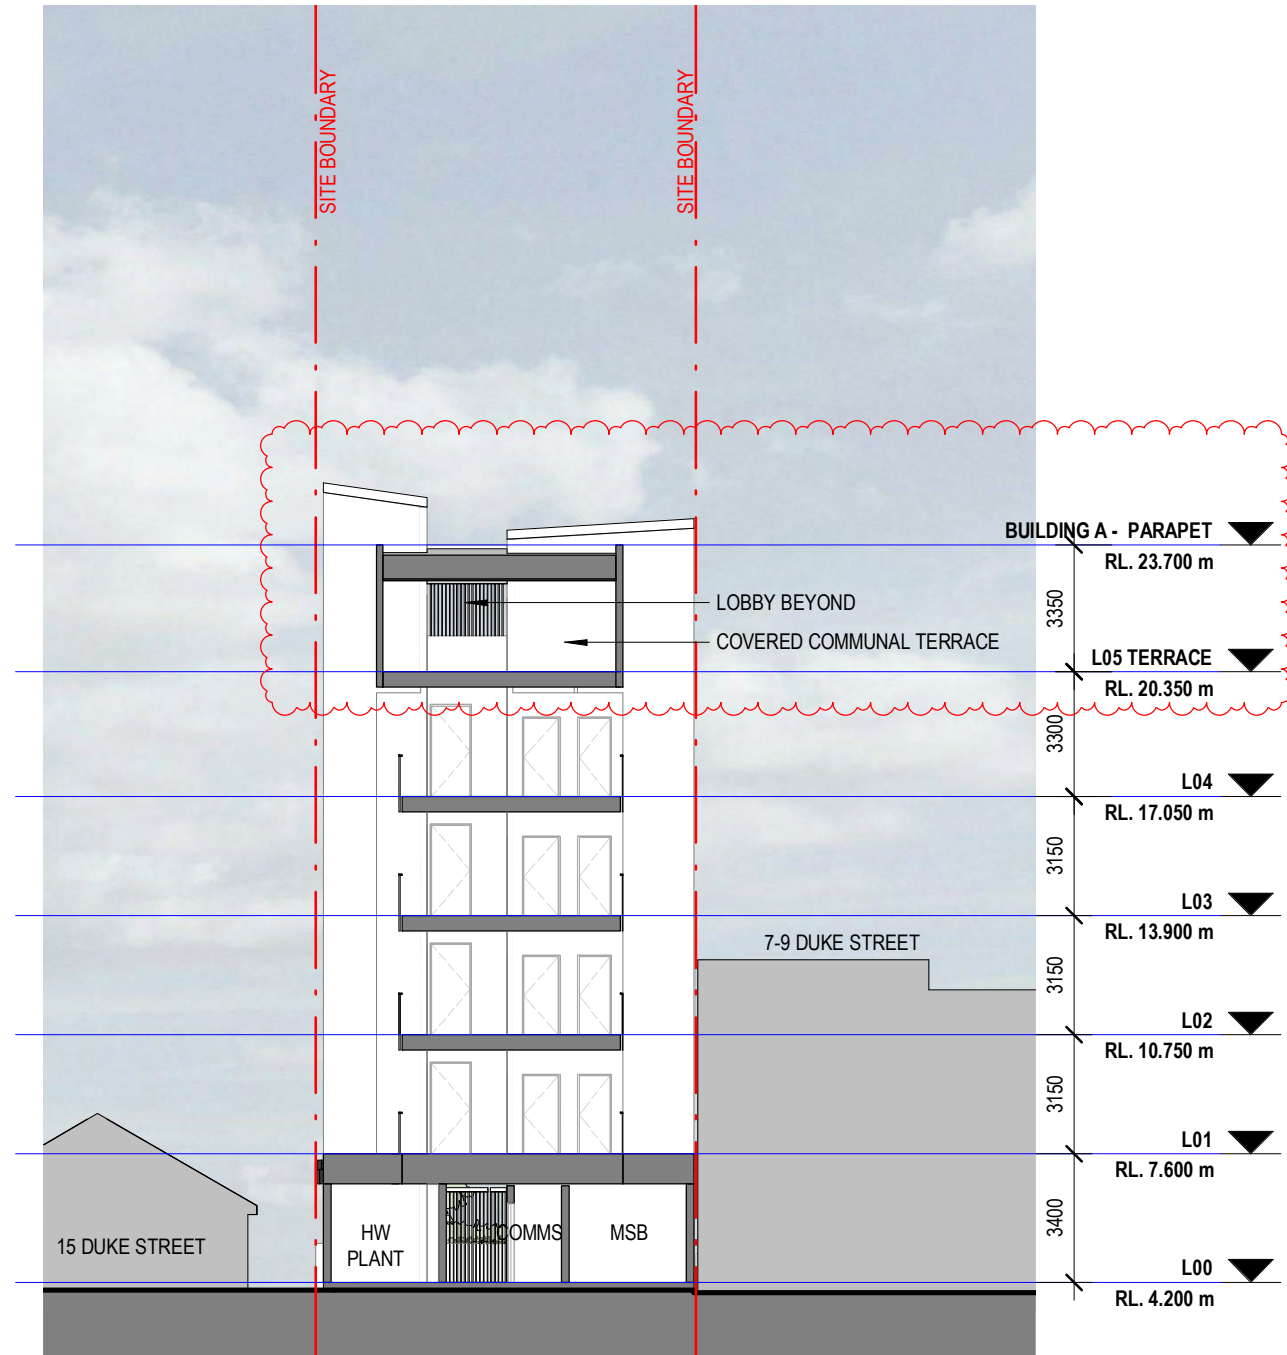 SITE BOUNDARY
SITE BOUNDARY
BUILDING A - PARAPET
RL. 23.700 m
3350
LOBBY BEYOND
COVERED COMMUNAL TERRACE
L05 TERRACE
RL. 20.350 m
3300
L04
RL. 17.050 m
3150
L03
RL. 13.900 m
7-9 DUKE STREET
3150
L02
RL. 10.750 m
3150
L01
RL. 7.600 m
3400
HW
PLANT
COMMS
MSB
15 DUKE STREET
L00
RL. 4.200 m